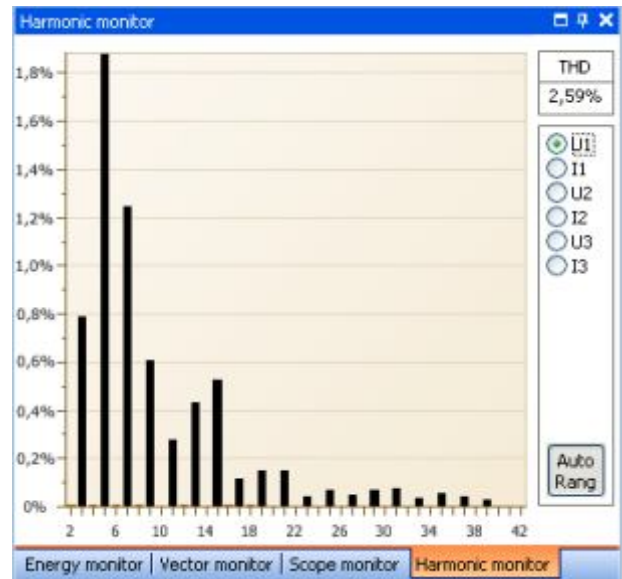 Harmonic monitor
1,8%
1,6%
1,4%
1,2%
1,0%
0,8%
0,6%
0,4%
0,2%
0%
2 6 10 14 18 22 26 30 34 38 42
THD
2,59%
U1
I1
U2
I2
U3
I3
Auto
Rang
Energy monitor Vector monitor Scope monitor Harmonic monitor